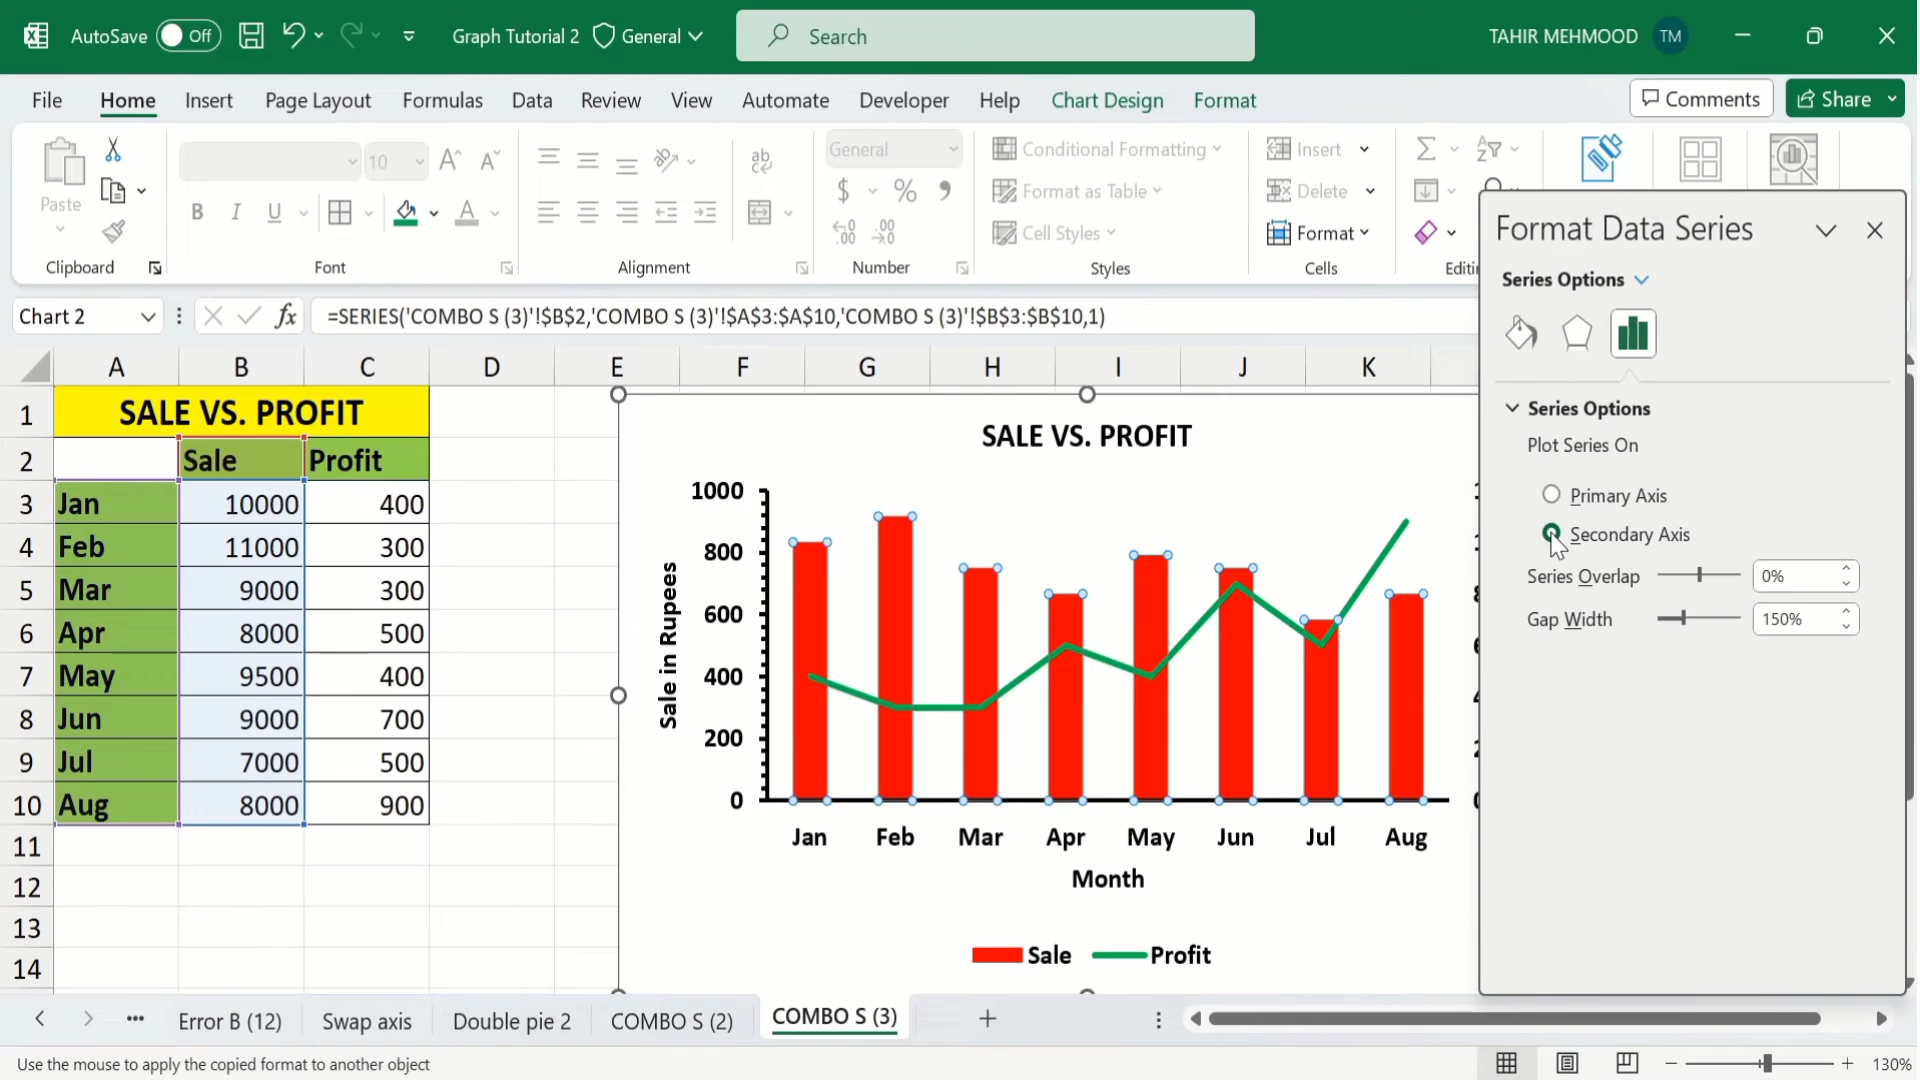 AutoSave Off Graph Tutorial 2 General Search TAHIR MEHMOOD TM
File Home Insert Page Layout Formulas Data Review View Automate Developer Help Chart Design Format Comments Share
Paste
10
General
$ % 9
B I U A
Conditional Formatting
Format as Table
Cell Styles
Insert
Delete
Format
Clipboard Font Alignment Number Styles Cells
Chart 2 fx =SERIES('COMBO S (3)'!$B$2,'COMBO S (3)'!$A$3:$A$10,'COMBO S (3)'!$B$3:$B$10,1)
A B C D E F G H I J K
1 SALE VS. PROFIT
2 Sale Profit
3 Jan 10000 400
4 Feb 11000 300
5 Mar 9000 300
6 Apr 8000 500
7 May 9500 400
8 Jun 9000 700
9 Jul 7000 500
10 Aug 8000 900
11
12
13
14
SALE VS. PROFIT
Sale in Rupees
1000
800
600
400
200
0
Jan Feb Mar Apr May Jun Jul Aug
Month
Sale Profit
Format Data Series
Series Options
Series Options
Plot Series On
Primary Axis
Secondary Axis
Series Overlap 0%
Gap Width 150%
Error B (12) Swap axis Double pie 2 COMBO S (2) COMBO S (3)
Use the mouse to apply the copied format to another object 130%